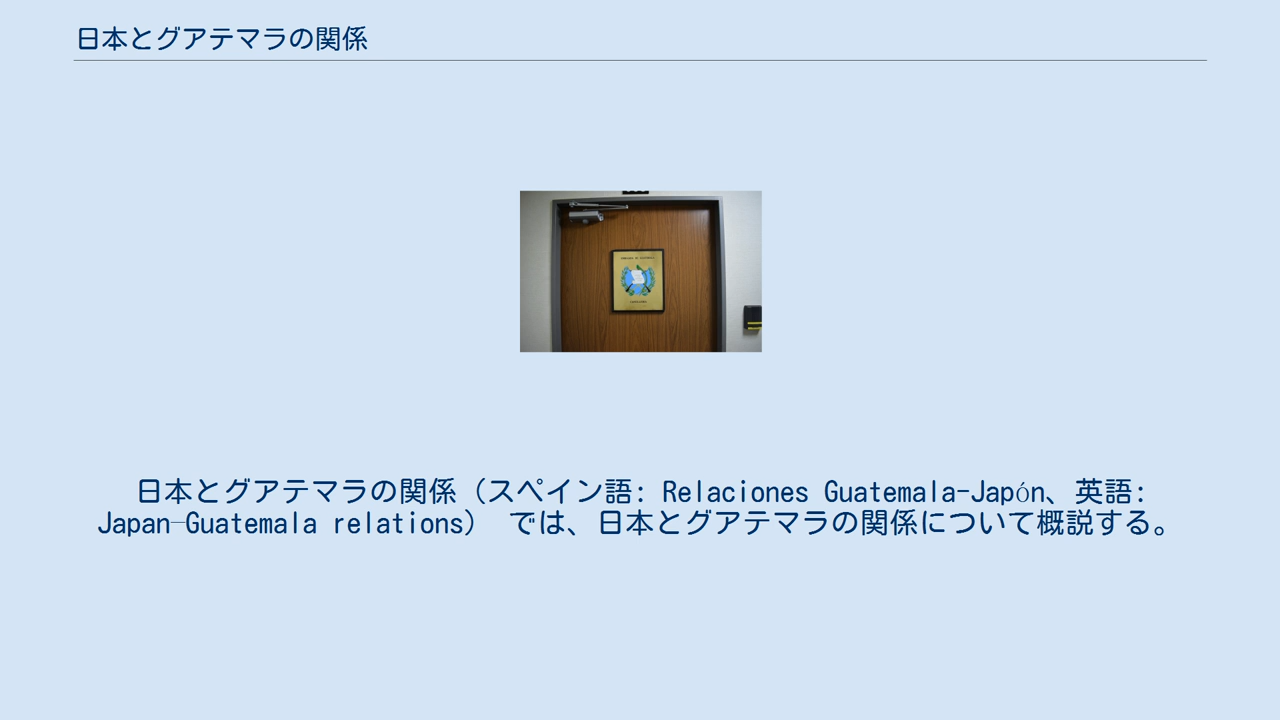 日本とグアテマラの関係
日本とグアテマラの関係（スペイン語: Relaciones Guatemala-Japón、英語:
Japan–Guatemala relations） では、日本とグアテマラの関係について概説する。